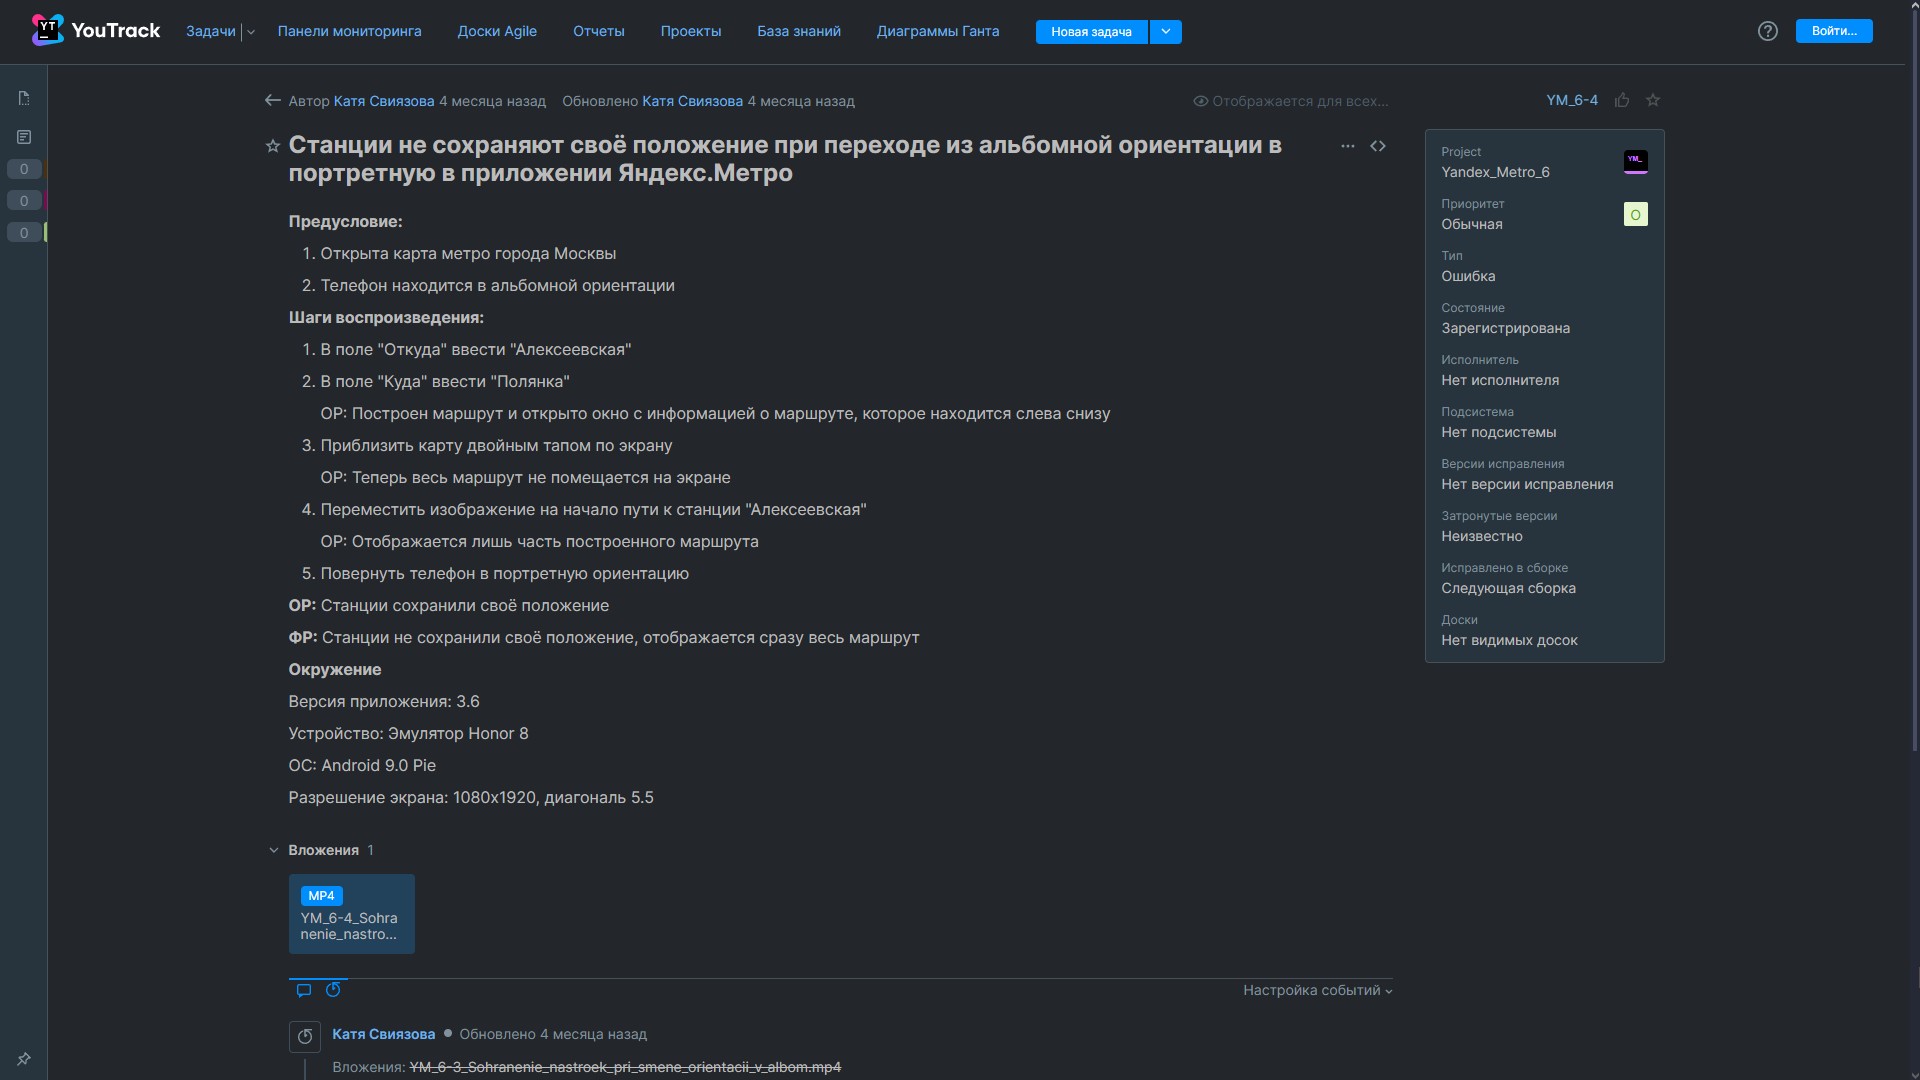 YT YouTrack Задачи Панели мониторинга Доски Agile Отчеты Проекты База знаний Диаграммы Ганта Новая задача Войти...
Автор Катя Свиязова 4 месяца назад Обновлено Катя Свиязова 4 месяца назад Отображается для всех... YM_6-4
Станции не сохраняют своё положение при переходе из альбомной ориентации в
портретную в приложении Яндекс.Метро
Предусловие:
1. Открыта карта метро города Москвы
2. Телефон находится в альбомной ориентации
Шаги воспроизведения:
1. В поле "Откуда" ввести "Алексеевская"
2. В поле "Куда" ввести "Полянка"
ОР: Построен маршрут и открыто окно с информацией о маршруте, которое находится слева снизу
3. Приблизить карту двойным тапом по экрану
ОР: Теперь весь маршрут не помещается на экране
4. Переместить изображение на начало пути к станции "Алексеевская"
ОР: Отображается лишь часть построенного маршрута
5. Повернуть телефон в портретную ориентацию
ОР: Станции сохранили своё положение
ФР: Станции не сохранили своё положение, отображается сразу весь маршрут
Окружение
Версия приложения: 3.6
Устройство: Эмулятор Honor 8
ОС: Android 9.0 Pie
Разрешение экрана: 1080x1920, диагональ 5.5
Вложения 1
MP4
YM_6-4_Sohra
nenie_nastro...
Настройка событий
Катя Свиязова Обновлено 4 месяца назад
Вложения: YM_6-3_Sohranenie_nastroek_pri_smene_orientacii_v_albom.mp4
0
0
0
Project
Yandex_Metro_6
YM_
Приоритет
Обычная
О
Тип
Ошибка
Состояние
Зарегистрирована
Исполнитель
Нет исполнителя
Подсистема
Нет подсистемы
Версии исправления
Нет версии исправления
Затронутые версии
Неизвестно
Исправлено в сборке
Следующая сборка
Доски
Нет видимых досок